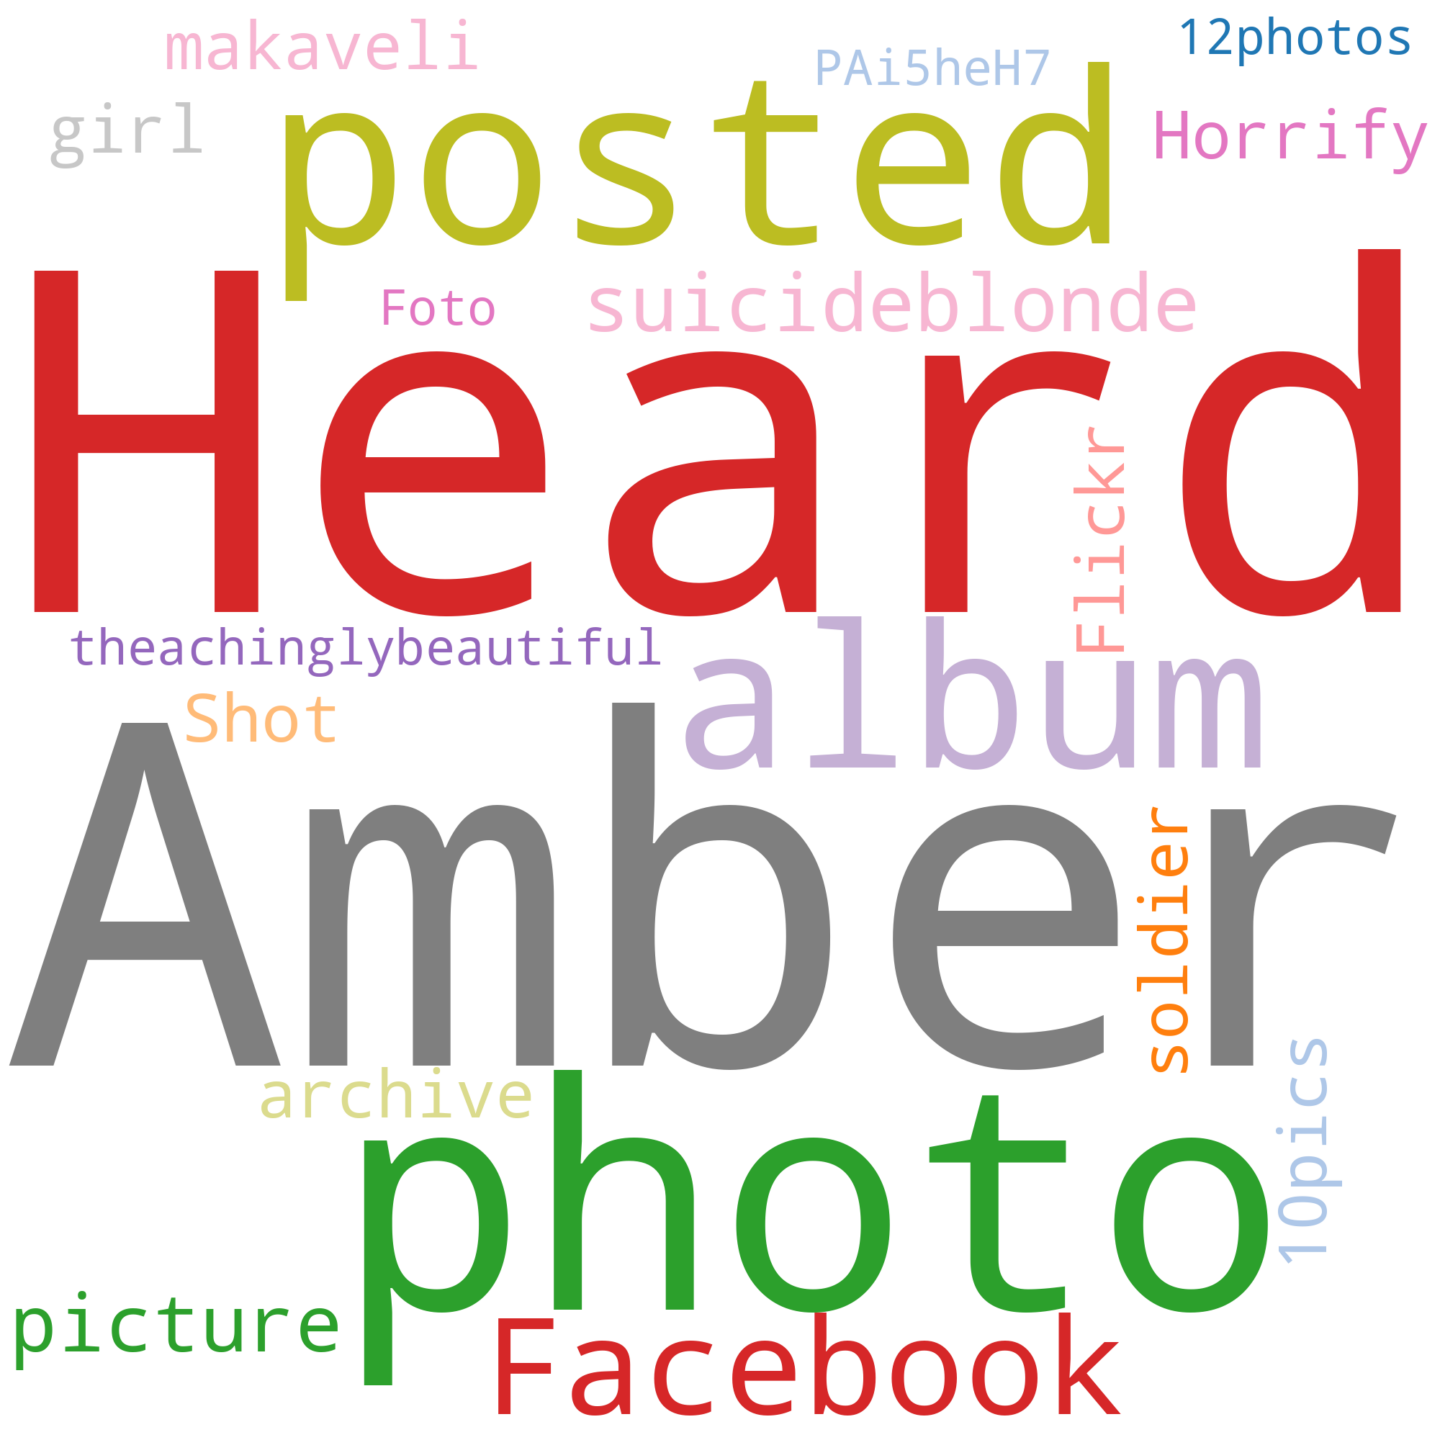 makaveli
12photos
PAi5heH7
girl
posted
Horrify
Foto
suicideblonde
Heard
Flickr
theachinglybeautiful
album
Shot
Amber
soldier
archive
photo
10pics
picture
Facebook